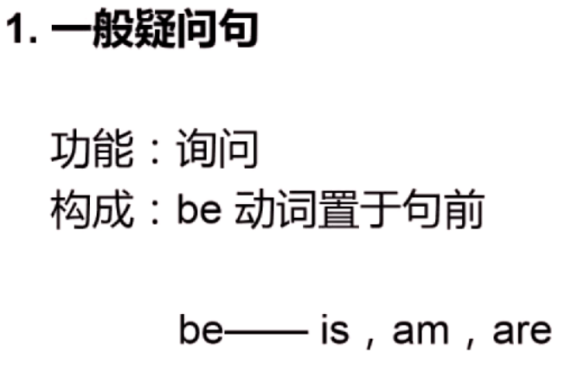 1. 一般疑问句
功能：询问
构成：be 动词置于句前
be—— is，am，are